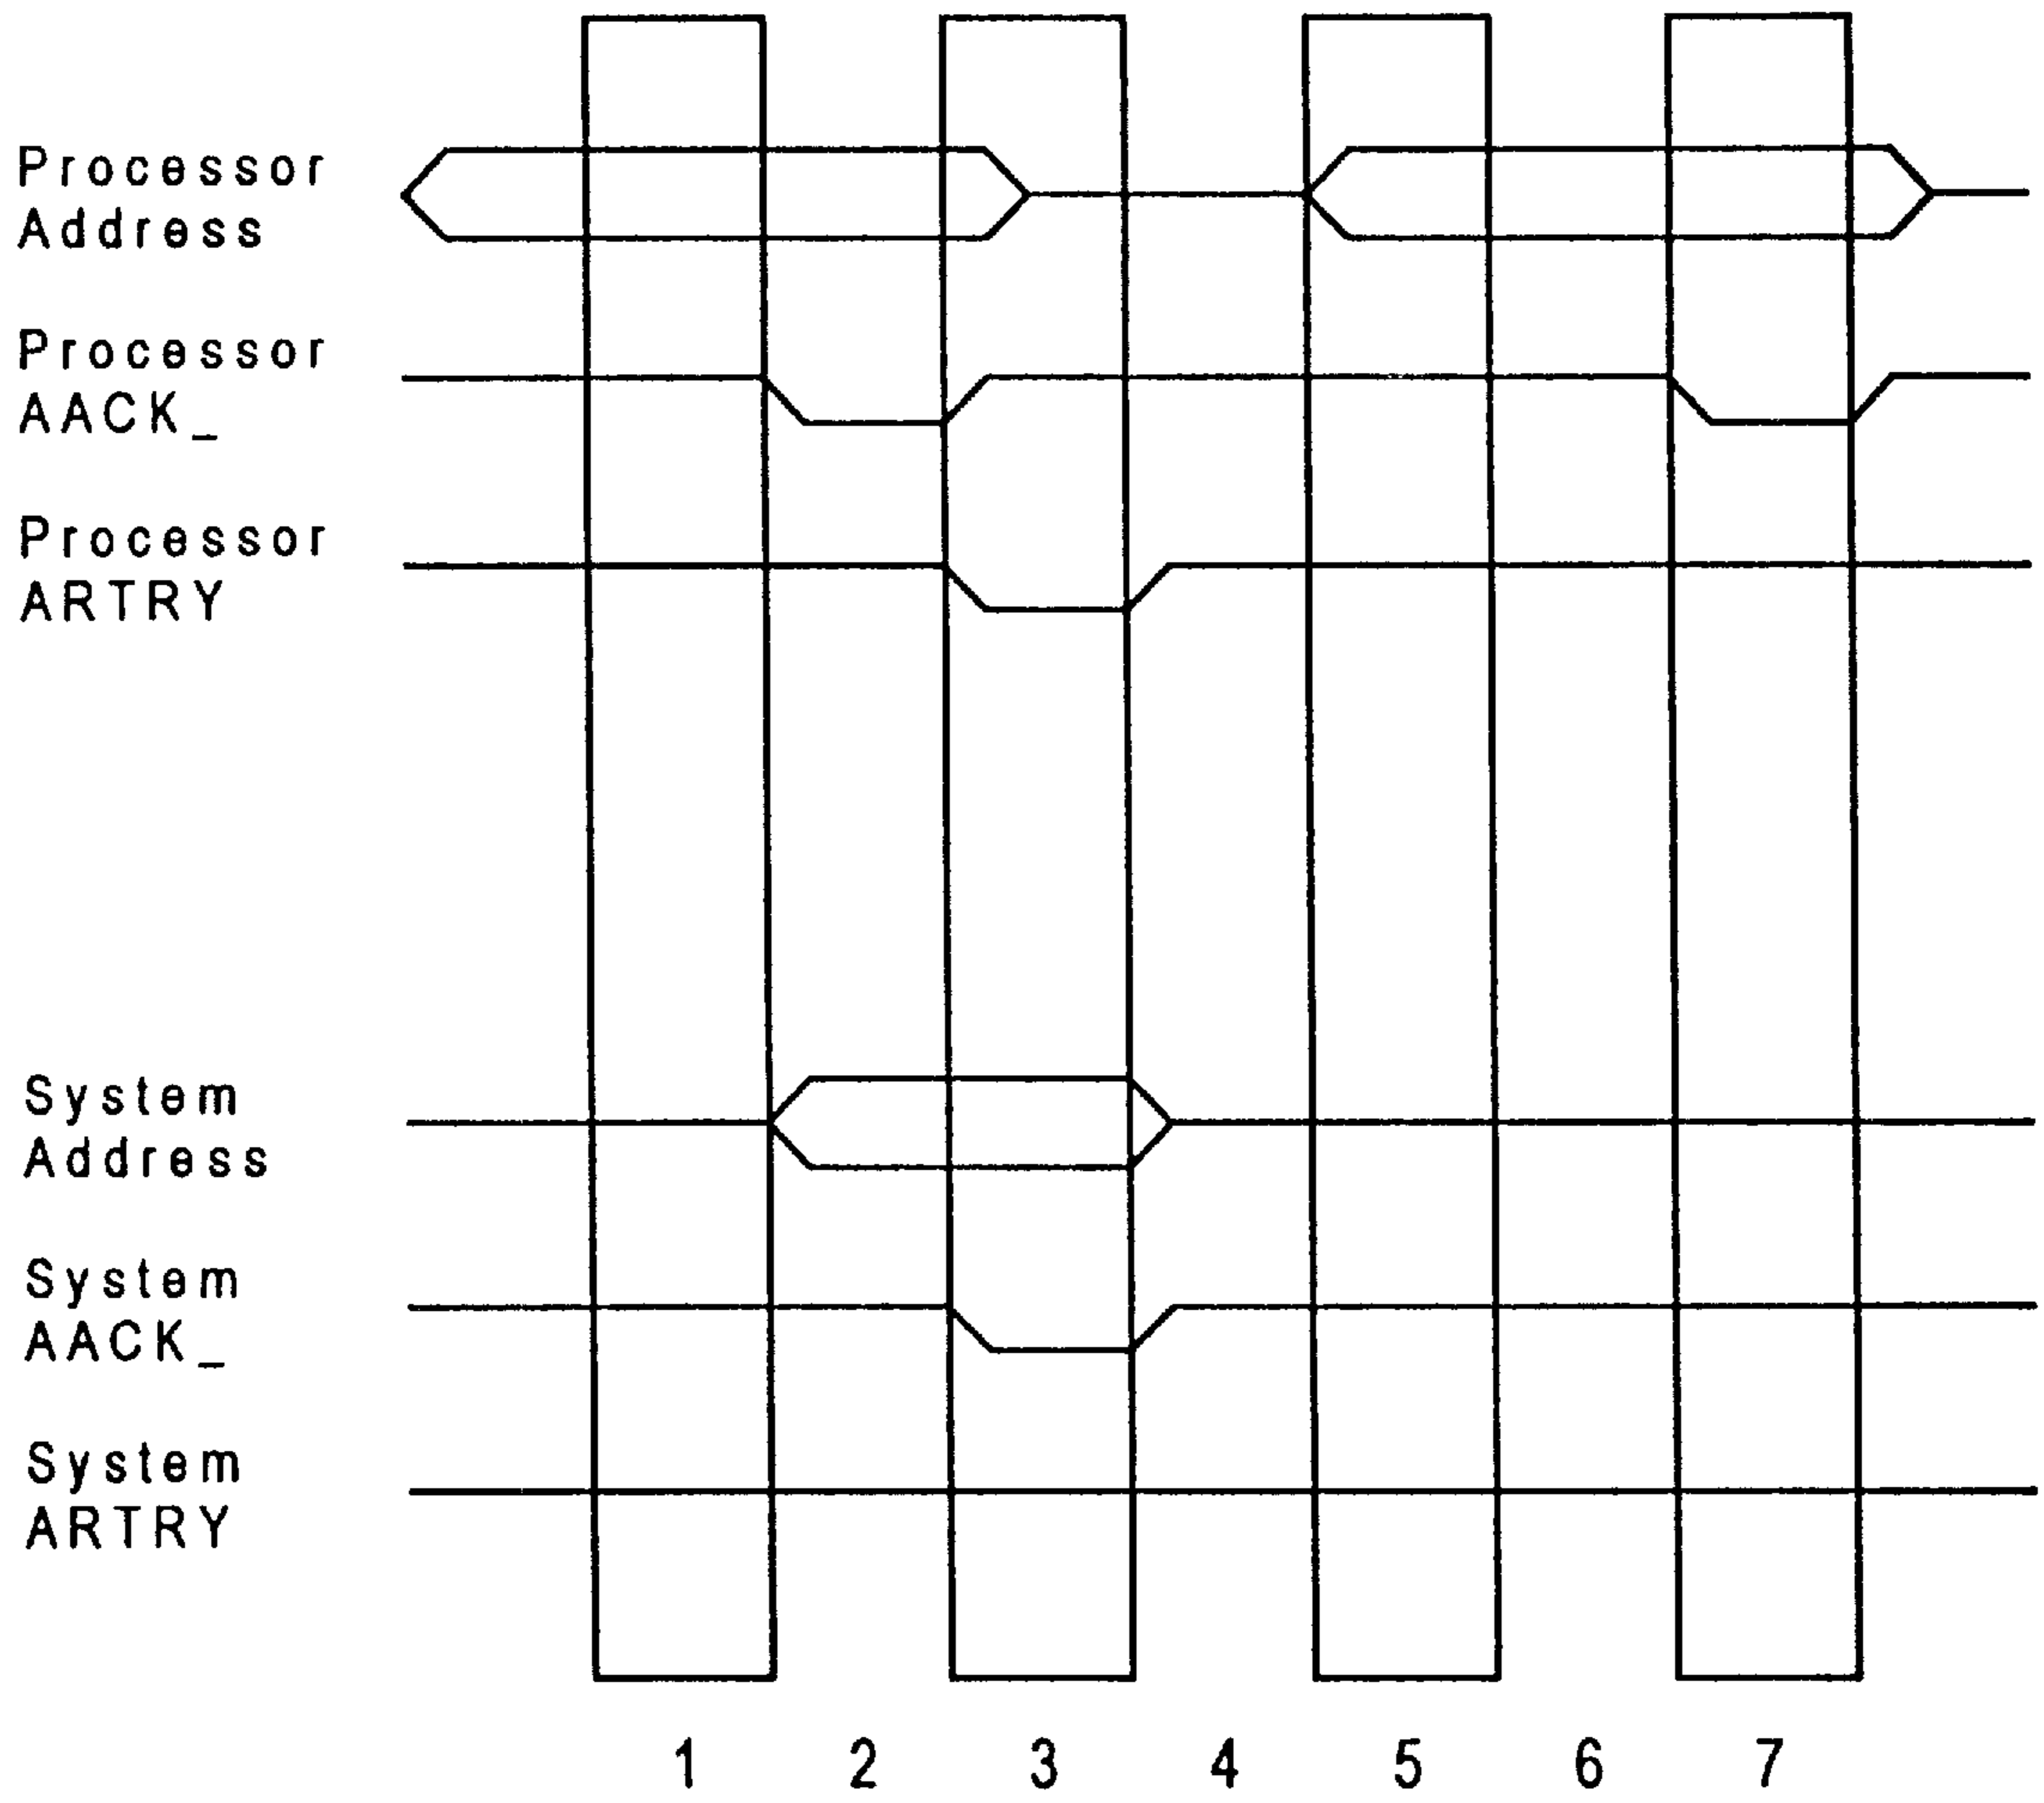 Processor
Address
Processor
AACK_
Processor
ARTRY
System
Address
System
AACK_
System
ARTRY
1 2 3 4 5 6 7